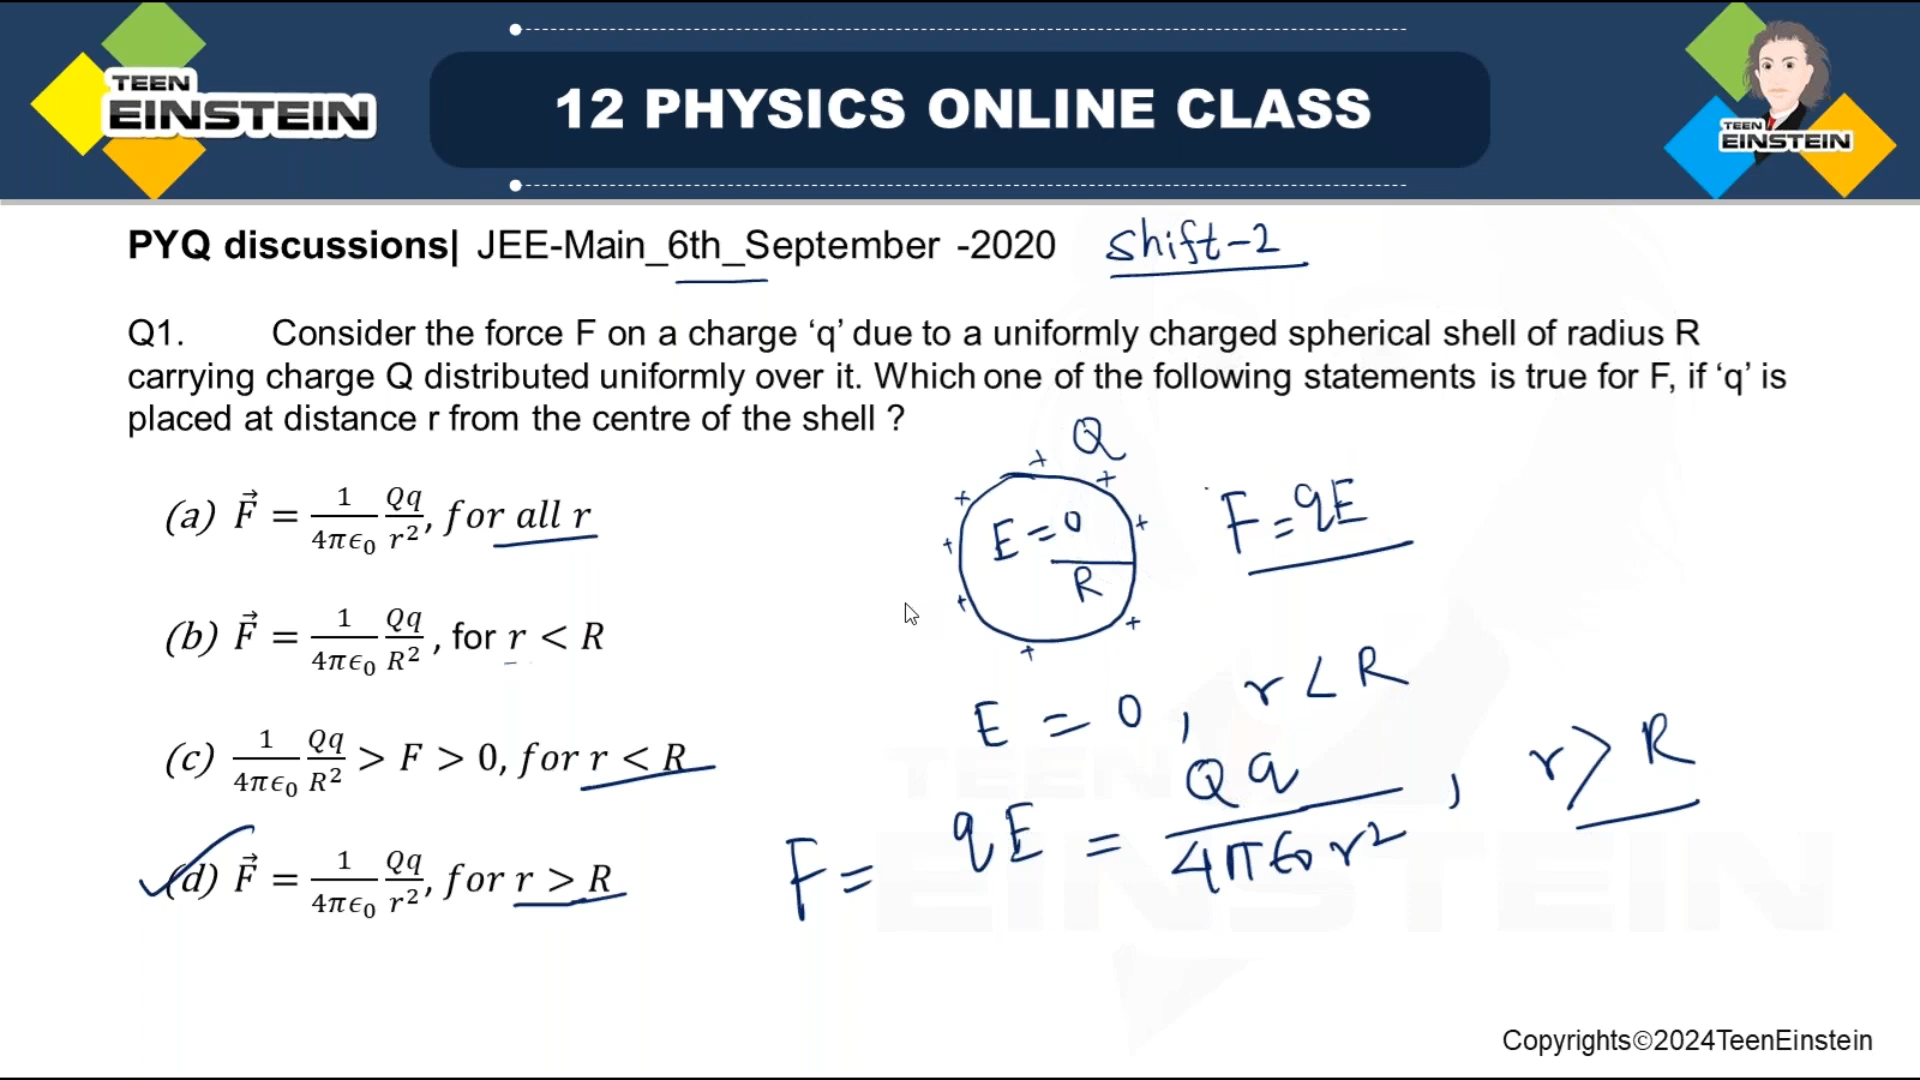 TEEN
EINSTEIN
12 PHYSICS ONLINE CLASS
TEEN
EINSTEIN
PYQ discussions| JEE-Main_6th_September -2020 Shift-2
Q1. Consider the force F on a charge ‘q’ due to a uniformly charged spherical shell of radius R
carrying charge Q distributed uniformly over it. Which one of the following statements is true for F, if ‘q’ is
placed at distance r from the centre of the shell ?
(a) F⃗ = 1/4πϵ₀ Qq/r², for all r
(b) F⃗ = 1/4πϵ₀ Qq/R² , for r < R
(c) 1/4πϵ₀ Qq/R² > F > 0, for r < R
(d) F⃗ = 1/4πϵ₀ Qq/r², for r > R
Q
+ + + + + + + + +
E = 0
R
F = qE
E = 0 , r < R
F = qE = Qq/4πϵ₀r² , r > R
TEEN
EINSTEIN
Copyrights©2024TeenEinstein